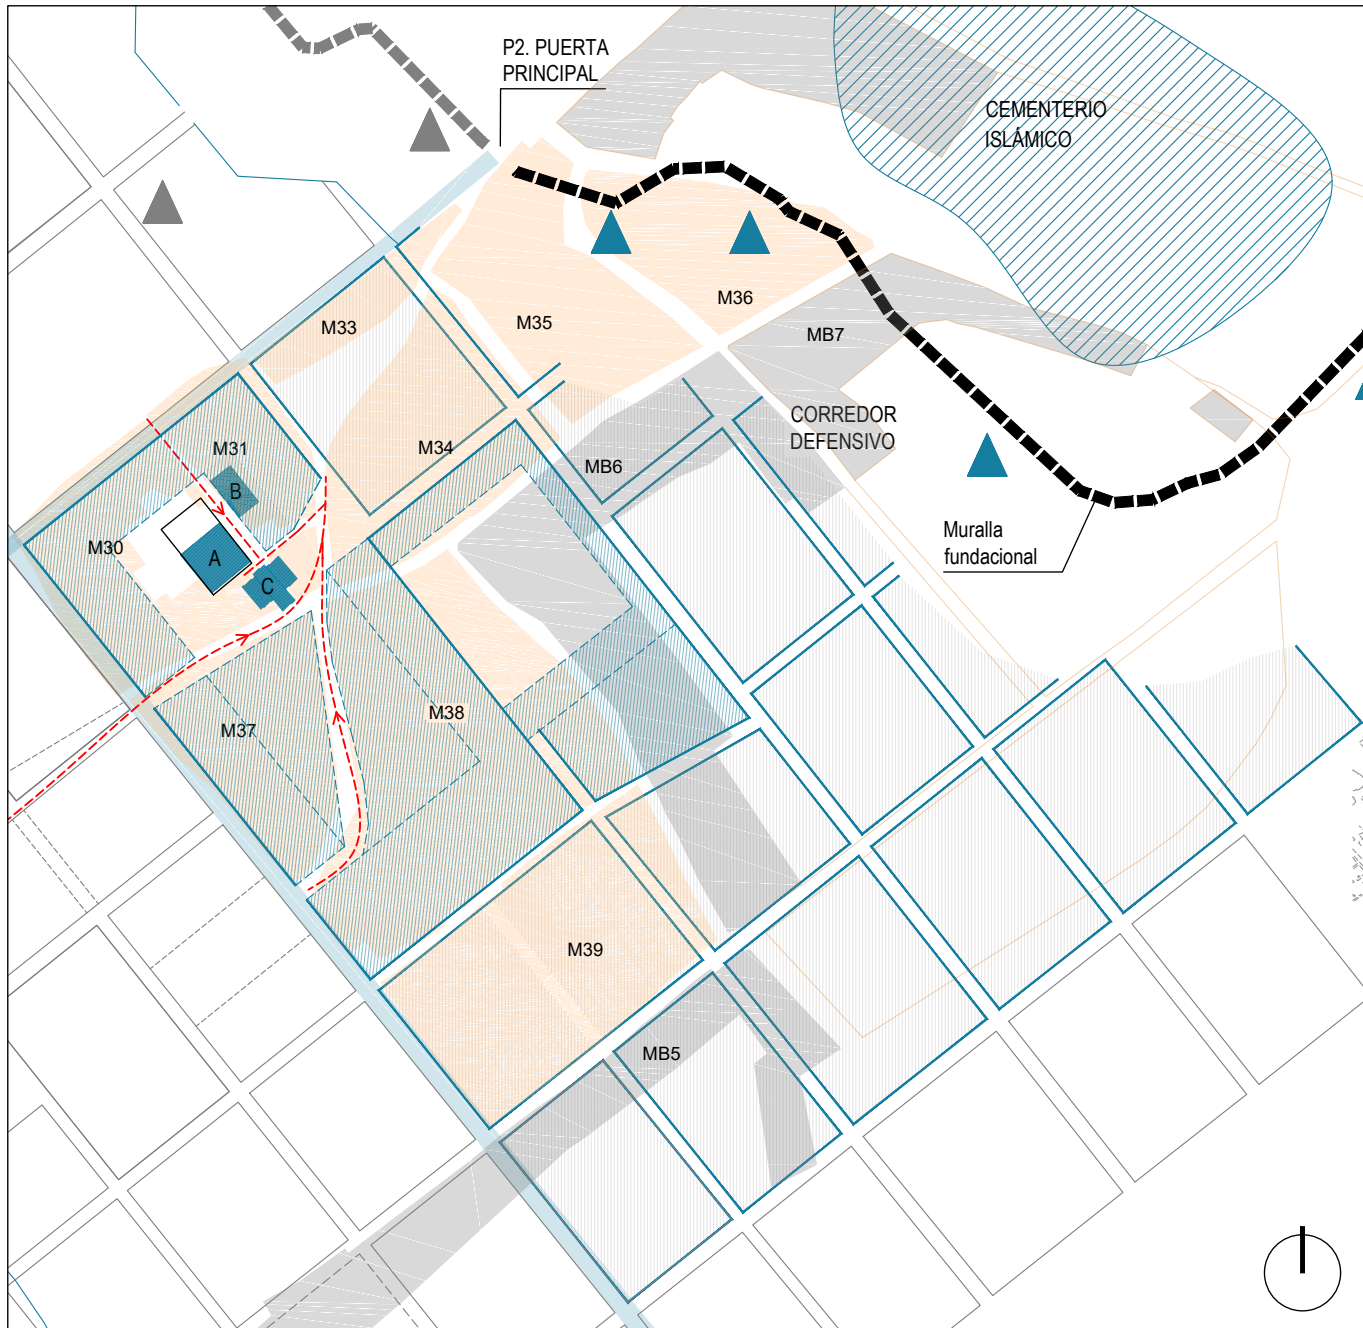 P2. PUERTA
PRINCIPAL
CEMENTERIO
ISLÁMICO
M36
M35
M33
MB7
CORREDOR
DEFENSIVO
M34
M31
MB6
B
Muralla
fundacional
M30
A
C
M38
M37
M39
MB5